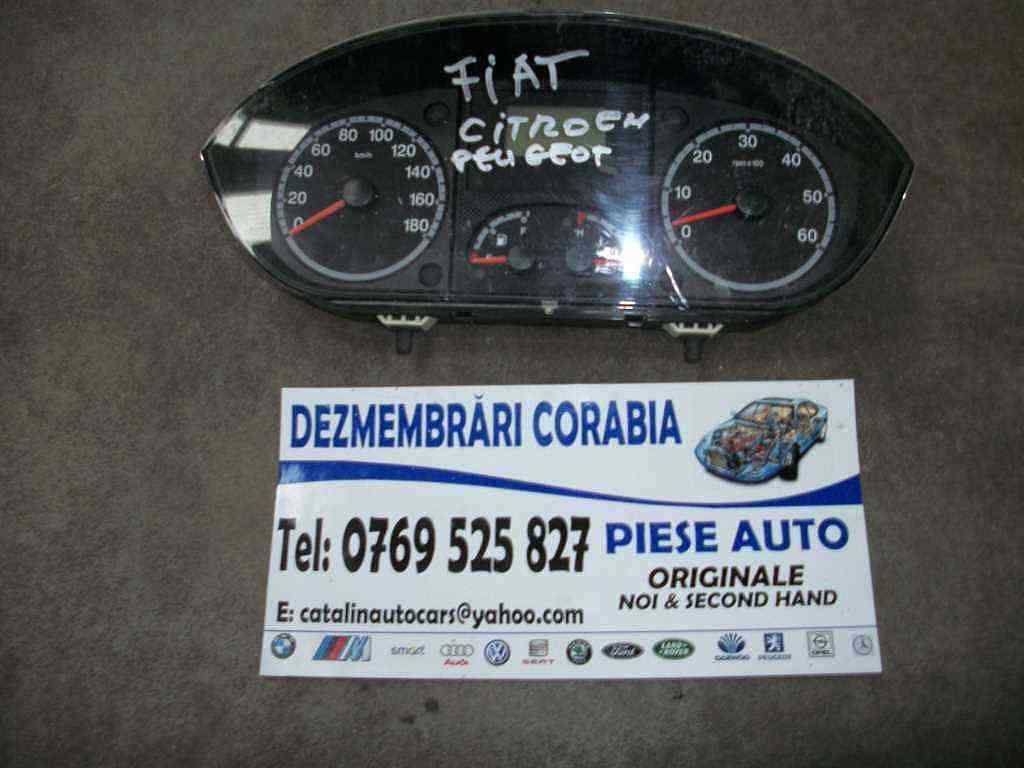 FiAT
CiTROEN
PEUGEOT
80 100
60 120
40 140
20 160
0 180
km/h
30
20 40
10 50
0 60
F
H
DEZMEMBRĂRI CORABIA
Tel: 0769 525 827
PIESE AUTO
ORIGINALE
NOI & SECOND HAND
E: catalinautocars@yahoo.com
M smart Audi SEAT Ford LAND ROVER DAEWOO PEUGEOT OPEL